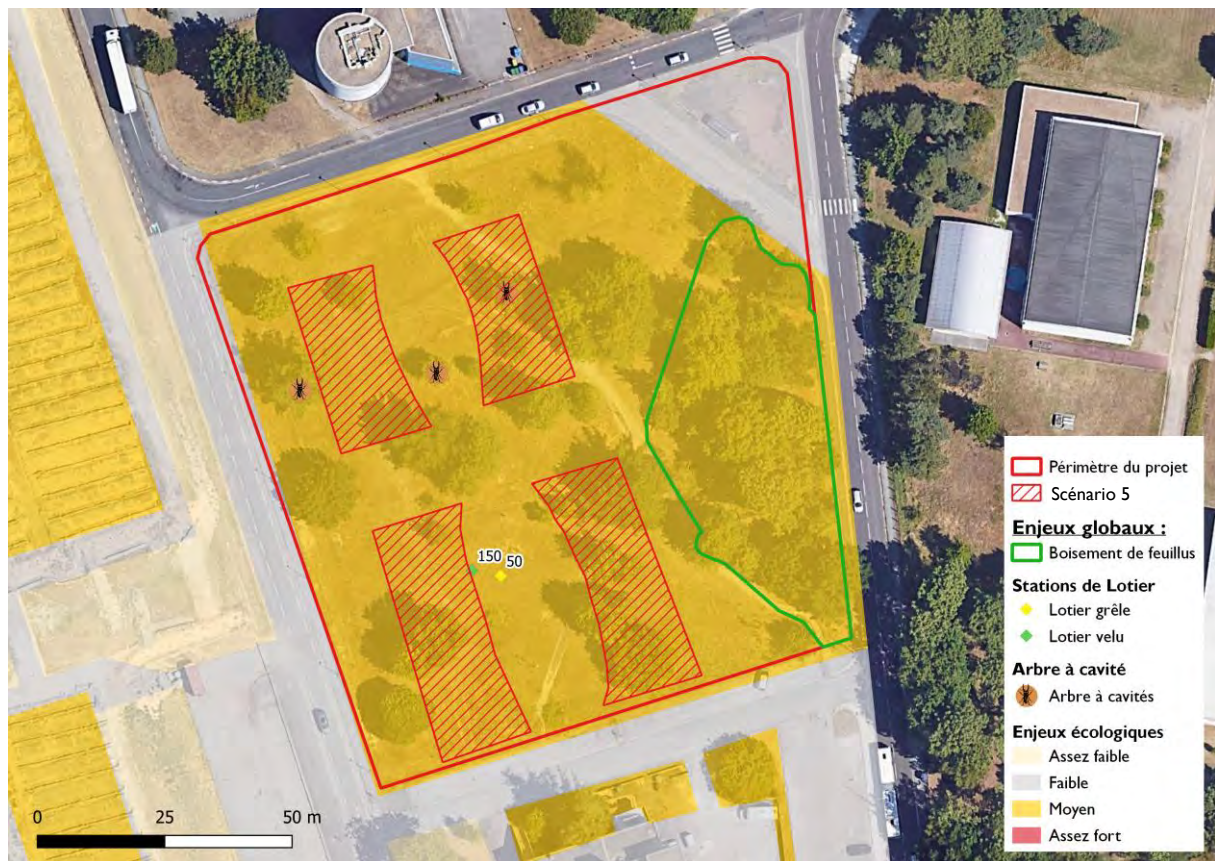 150
50
Périmètre du projet
Scénario 5
Enjeux globaux :
Boisement de feuillus
Stations de Lotier
Lotier grêle
Lotier velu
Arbre à cavité
Arbre à cavités
Enjeux écologiques
Assez faible
Faible
Moyen
Assez fort
0 25 50 m